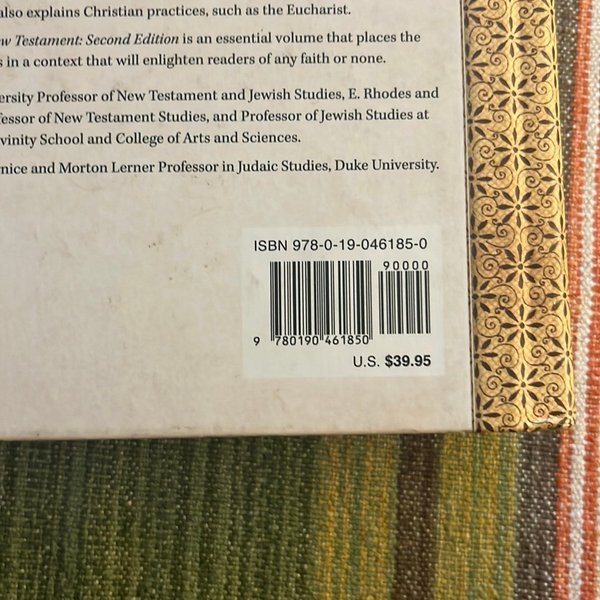 also explains Christian practices, such as the Eucharist.
w Testament: Second Edition is an essential volume that places the
s in a context that will enlighten readers of any faith or none.
ersity Professor of New Testament and Jewish Studies, E. Rhodes and
fessor of New Testament Studies, and Professor of Jewish Studies at
vinity School and College of Arts and Sciences.
nice and Morton Lerner Professor in Judaic Studies, Duke University.
ISBN 978-0-19-046185-0
90000
9 780190 461850
U.S. $39.95